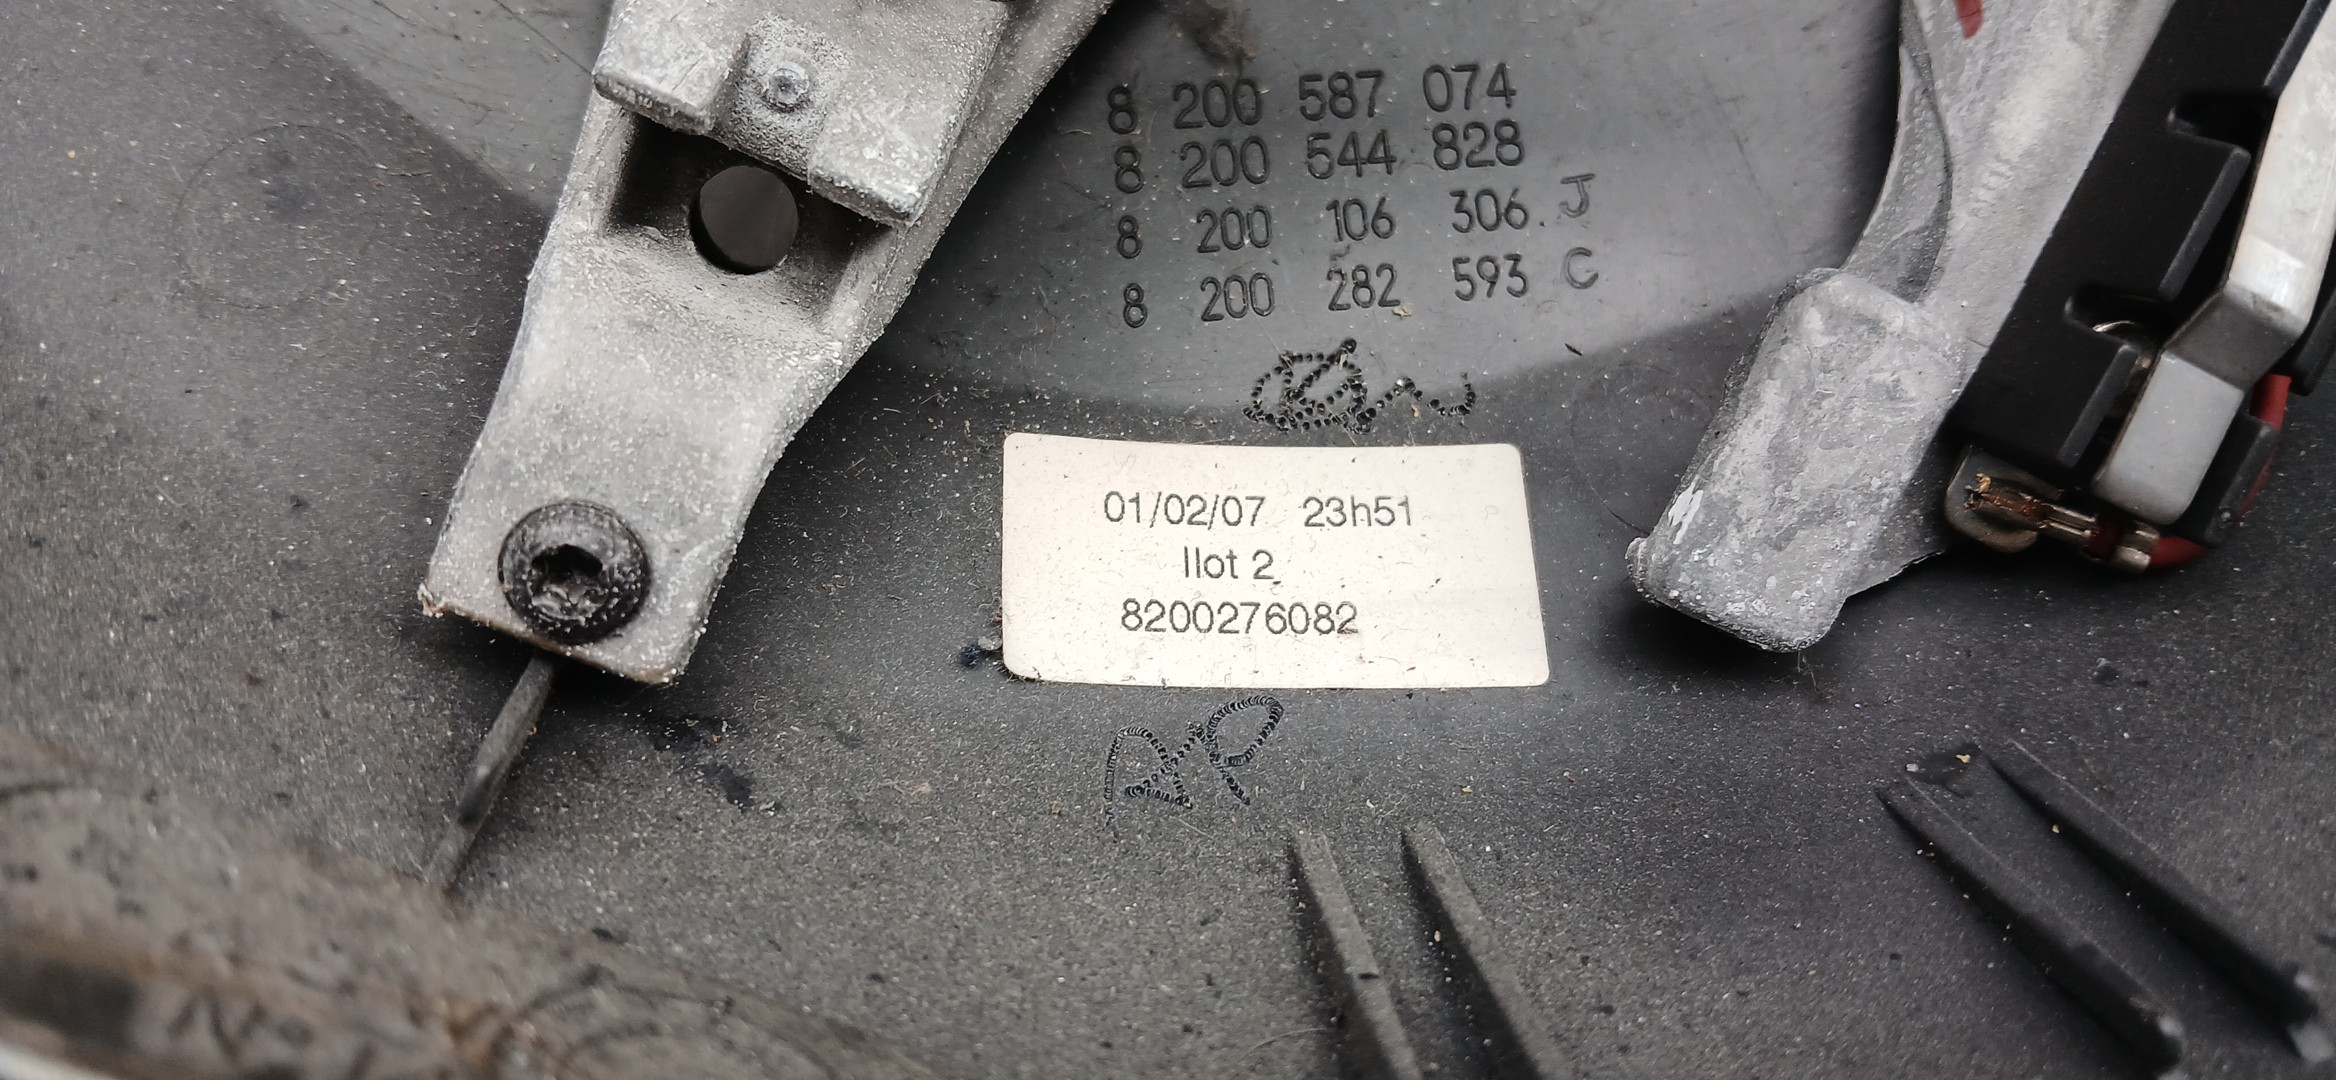 8 200 587 074
8 200 544 828
8 200 106 306 J
8 200 282 593 C
01/02/07 23h51
Ilot 2
8200276082